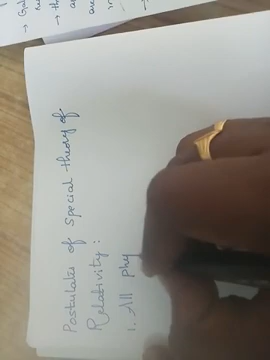 Postulates of special theory of
Relativity :
1. All phy